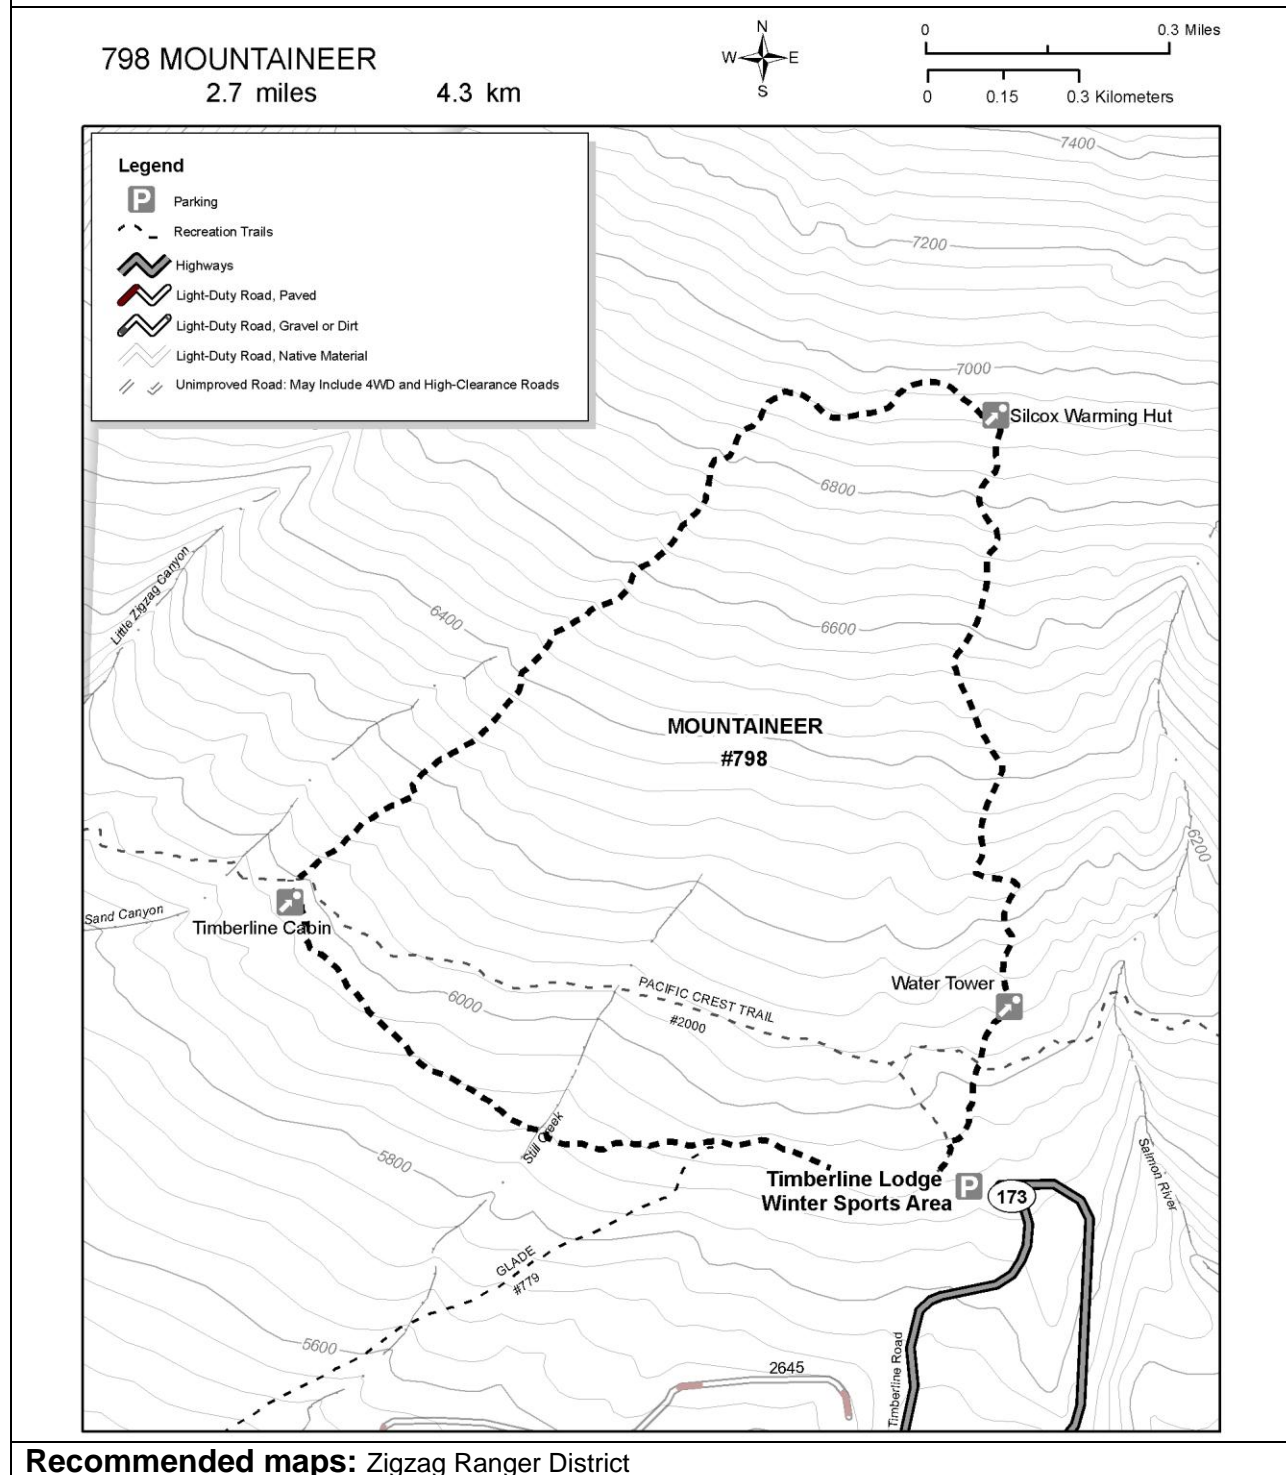 798 MOUNTAINEER
2.7 miles 4.3 km
N
W E
S
0 0.3 Miles
0 0.15 0.3 Kilometers
Legend
P Parking
Recreation Trails
Highways
Light-Duty Road, Paved
Light-Duty Road, Gravel or Dirt
Light-Duty Road, Native Material
Unimproved Road: May Include 4WD and High-Clearance Roads
7400
7200
7000
Silcox Warming Hut
6800
Little Zigzag Canyon
6400
6600
MOUNTAINEER
#798
6200
Sand Canyon
Timberline Cabin
Water Tower
6000
PACIFIC CREST TRAIL
#2000
Still Creek
5800
Salmon River
Timberline Lodge
Winter Sports Area
P
173
GLADE
#779
5600
Timberline Road
2645
Recommended maps: Zigzag Ranger District